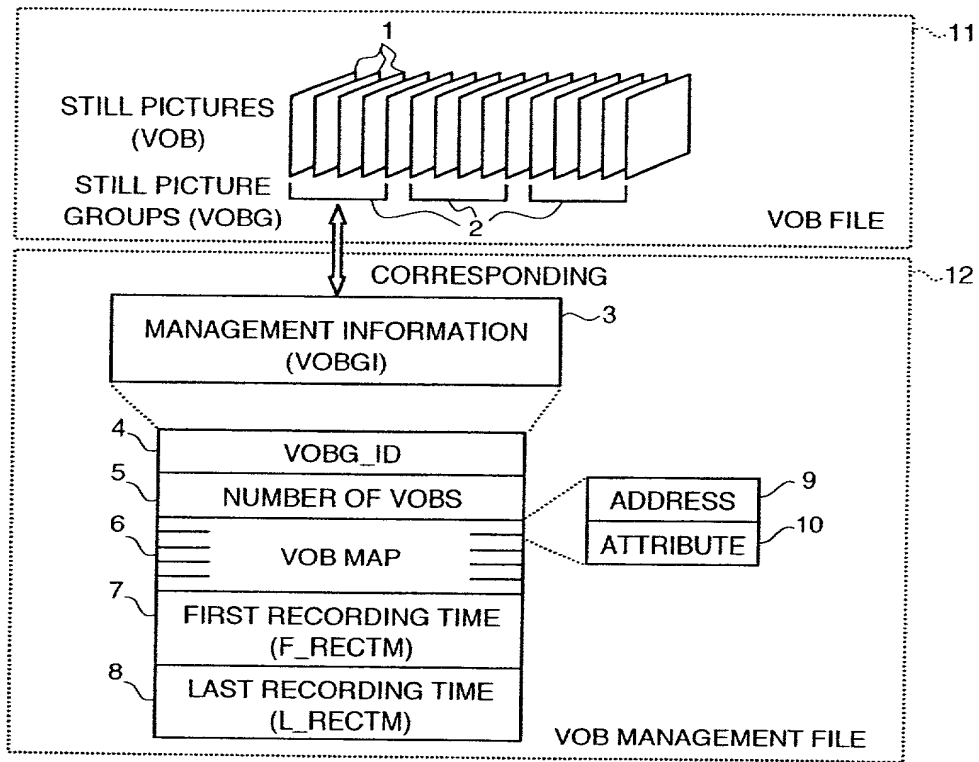 1
11
STILL PICTURES
(VOB)
STILL PICTURE
GROUPS (VOBG)
2
VOB FILE
12
CORRESPONDING
3
MANAGEMENT INFORMATION
(VOBGI)
4
VOBG_ID
5
NUMBER OF VOBS
9
ADDRESS
6
VOB MAP
10
ATTRIBUTE
7
FIRST RECORDING TIME
(F_RECTM)
8
LAST RECORDING TIME
(L_RECTM)
VOB MANAGEMENT FILE